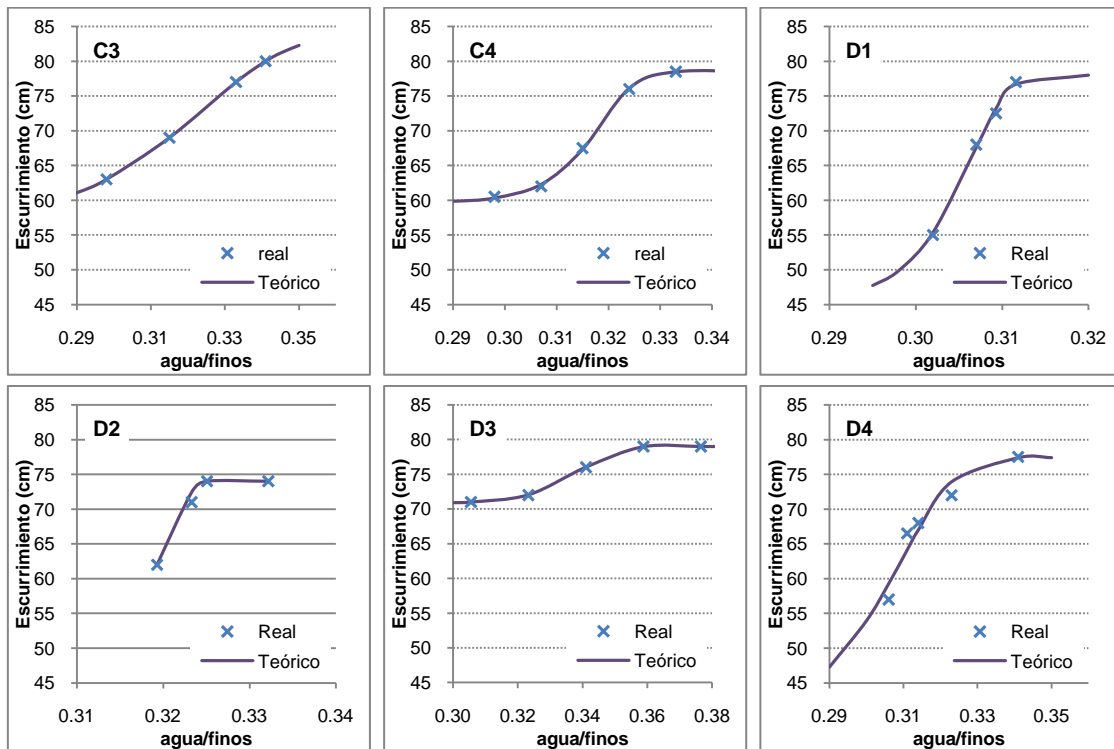 C3
Escurrimiento (cm)
85
80
75
70
65
60
55
50
45
real
Teórico
0.29 0.31 0.33 0.35
agua/finos
C4
Escurrimiento (cm)
85
80
75
70
65
60
55
50
45
real
Teórico
0.29 0.30 0.31 0.32 0.33 0.34
agua/finos
D1
Escurrimiento (cm)
85
80
75
70
65
60
55
50
45
Real
Teórico
0.29 0.30 0.31 0.32
agua/finos
D2
Escurrimiento (cm)
85
80
75
70
65
60
55
50
45
Real
Teórico
0.31 0.32 0.33 0.34
agua/finos
D3
Escurrimiento (cm)
85
80
75
70
65
60
55
50
45
Real
Teórico
0.30 0.32 0.34 0.36 0.38
agua/finos
D4
Escurrimiento (cm)
85
80
75
70
65
60
55
50
45
Real
Teórico
0.29 0.31 0.33 0.35
agua/finos